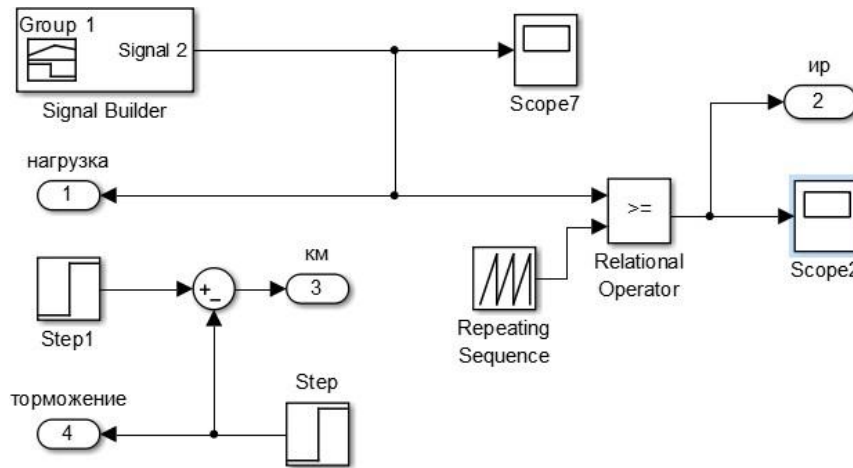 Group 1
Signal 2
Signal Builder
Scope7
ир
2
нагрузка
1
>=
Scope2
Relational
Operator
км
3
+
−
Step1
Repeating
Sequence
Step
торможение
4